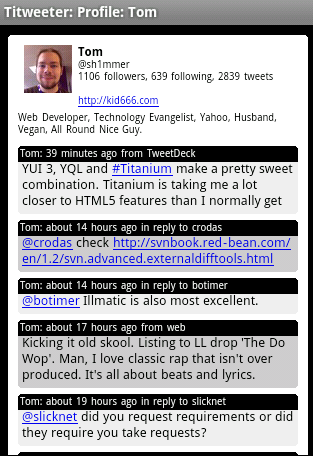 Titweeter: Profile: Tom
Tom
@sh1mmer
1106 followers, 639 following, 2839 tweets
http://kid666.com
Web Developer, Technology Evangelist, Yahoo, Husband,
Vegan, All Round Nice Guy.
Tom: 39 minutes ago from TweetDeck
YUI 3, YQL and #Titanium make a pretty sweet
combination. Titanium is taking me a lot
closer to HTML5 features than I normally get
Tom: about 14 hours ago in reply to crodas
@crodas check http://svnbook.red-bean.com/
en/1.2/svn.advanced.externaldifftools.html
Tom: about 14 hours ago in reply to botimer
@botimer Illmatic is also most excellent.
Tom: about 17 hours ago from web
Kicking it old skool. Listing to LL drop 'The Do
Wop'. Man, I love classic rap that isn't over
produced. It's all about beats and lyrics.
Tom: about 19 hours ago in reply to slicknet
@slicknet did you request requirements or did
they require you take requests?